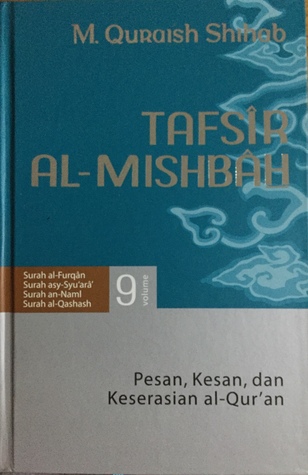 M. Quraish Shihab
TAFSÎR
AL-MISHBÂH
Surah al-Furqân
Surah asy-Syu'arâ'
Surah an-Naml
Surah al-Qashash
9
volume
Pesan, Kesan, dan
Keserasian al-Qur'an